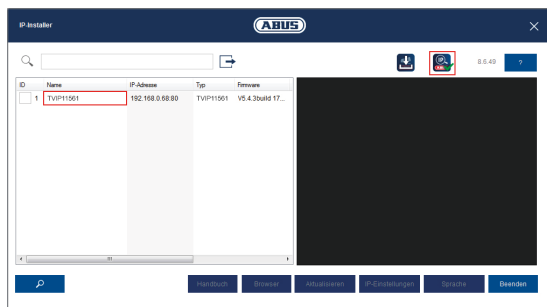 IP-Installer
ABUS
8.6.49 ?
ID Name IP-Adresse Typ Firmware
1 TVIP11561 192.168.0.68:80 TVIP11561 V5.4.3build 17...
Handbuch Browser Aktualisieren IP-Einstellungen Sprache Beenden